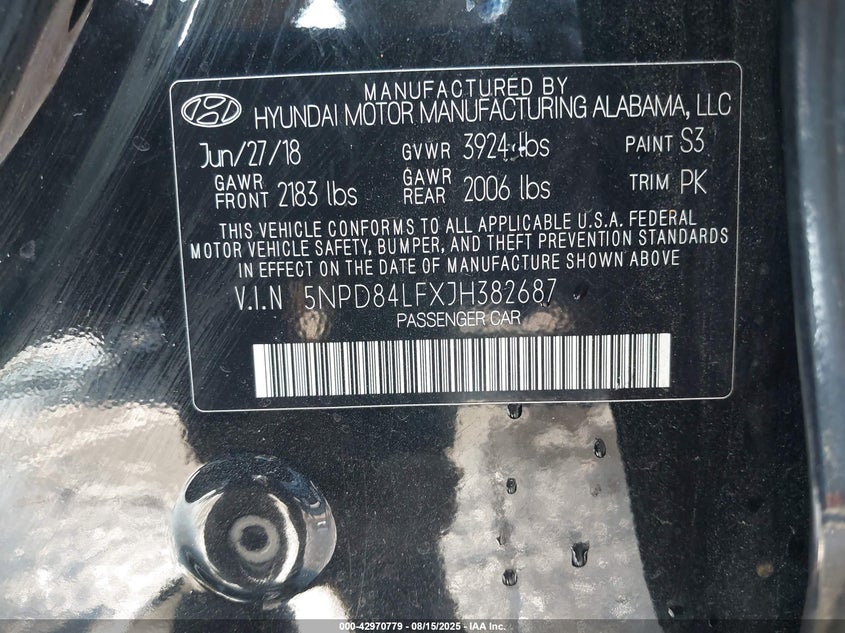 MANUFACTURED BY
HYUNDAI MOTOR MANUFACTURING ALABAMA, LLC
Jun/27/18 GVWR 3924 lbs PAINT S3
GAWR FRONT 2183 lbs GAWR REAR 2006 lbs TRIM PK
THIS VEHICLE CONFORMS TO ALL APPLICABLE U.S.A. FEDERAL
MOTOR VEHICLE SAFETY, BUMPER, AND THEFT PREVENTION STANDARDS
IN EFFECT ON THE DATE OF MANUFACTURE SHOWN ABOVE
V.I.N 5NPD84LFXJH382687
PASSENGER CAR
000-42970779 - 08/15/2025 - IAA Inc.